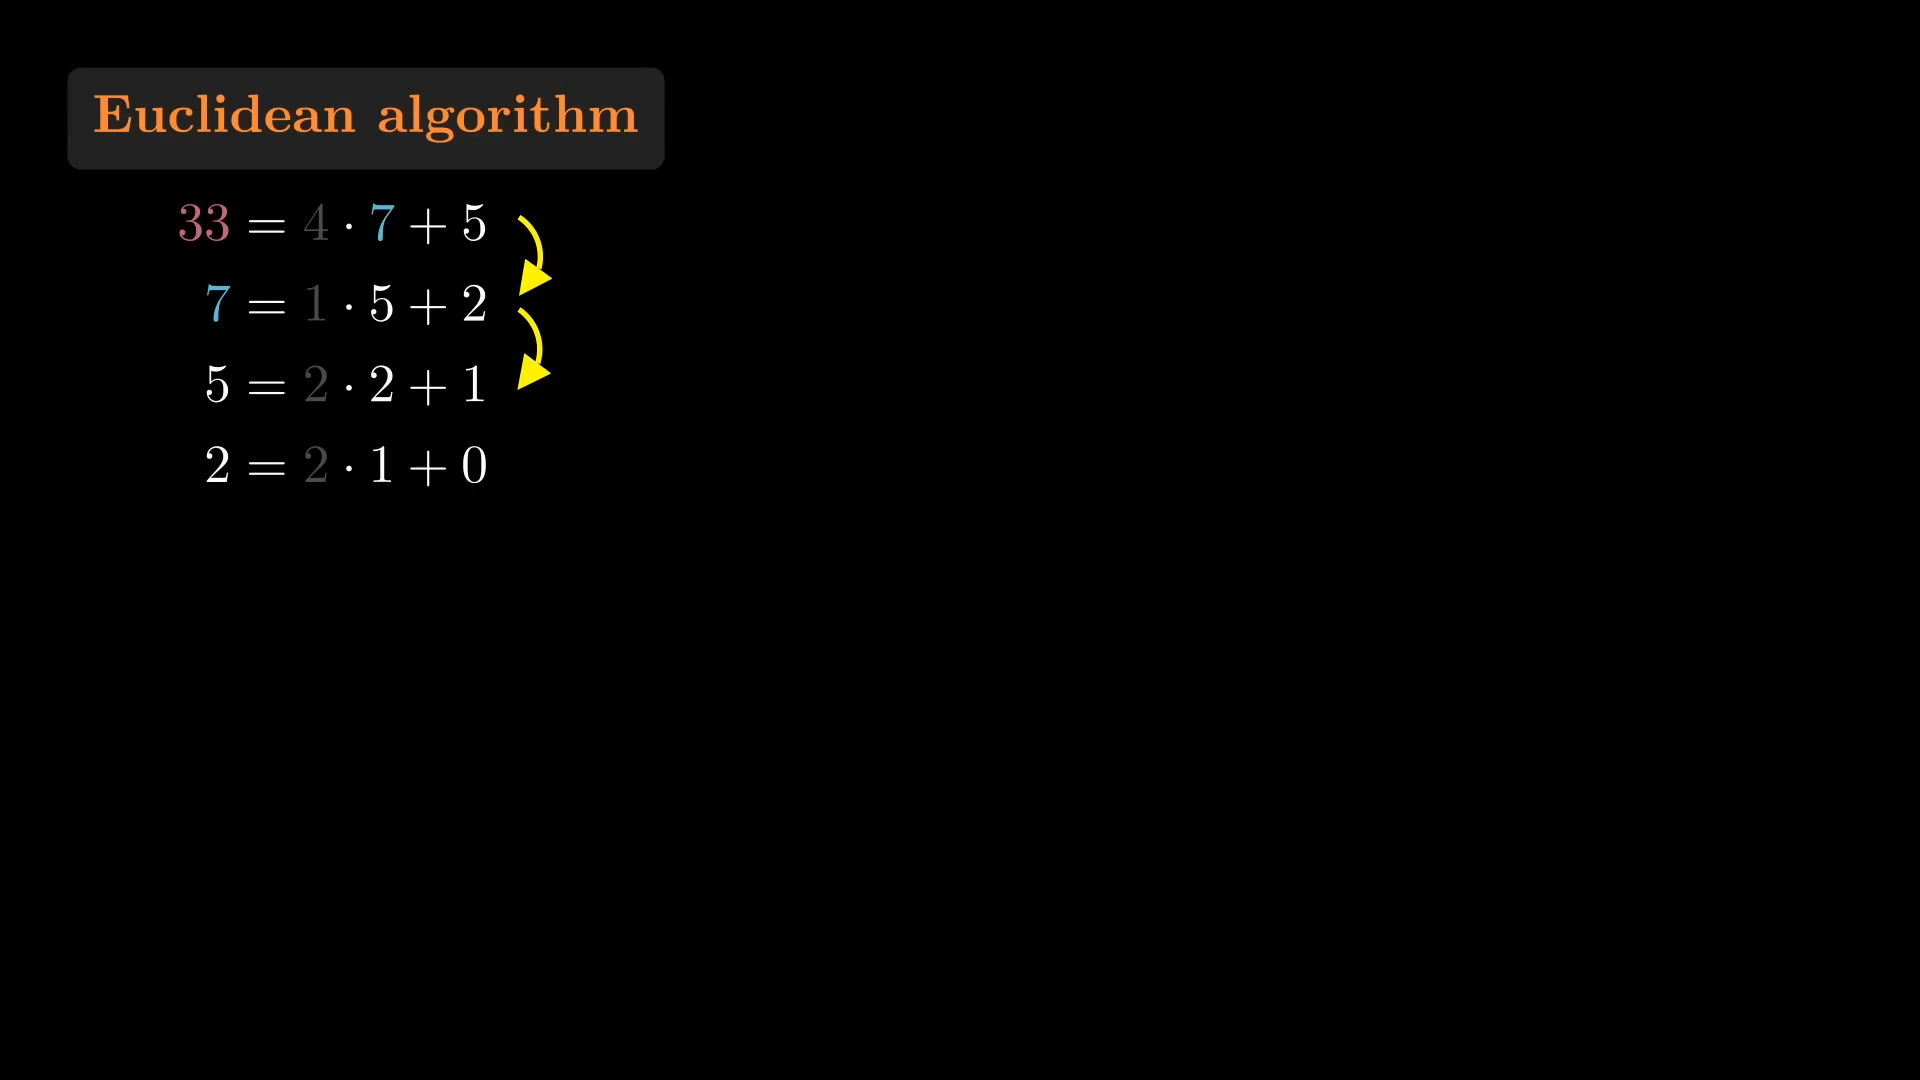 Euclidean algorithm
33 = 4 · 7 + 5
7 = 1 · 5 + 2
5 = 2 · 2 + 1
2 = 2 · 1 + 0